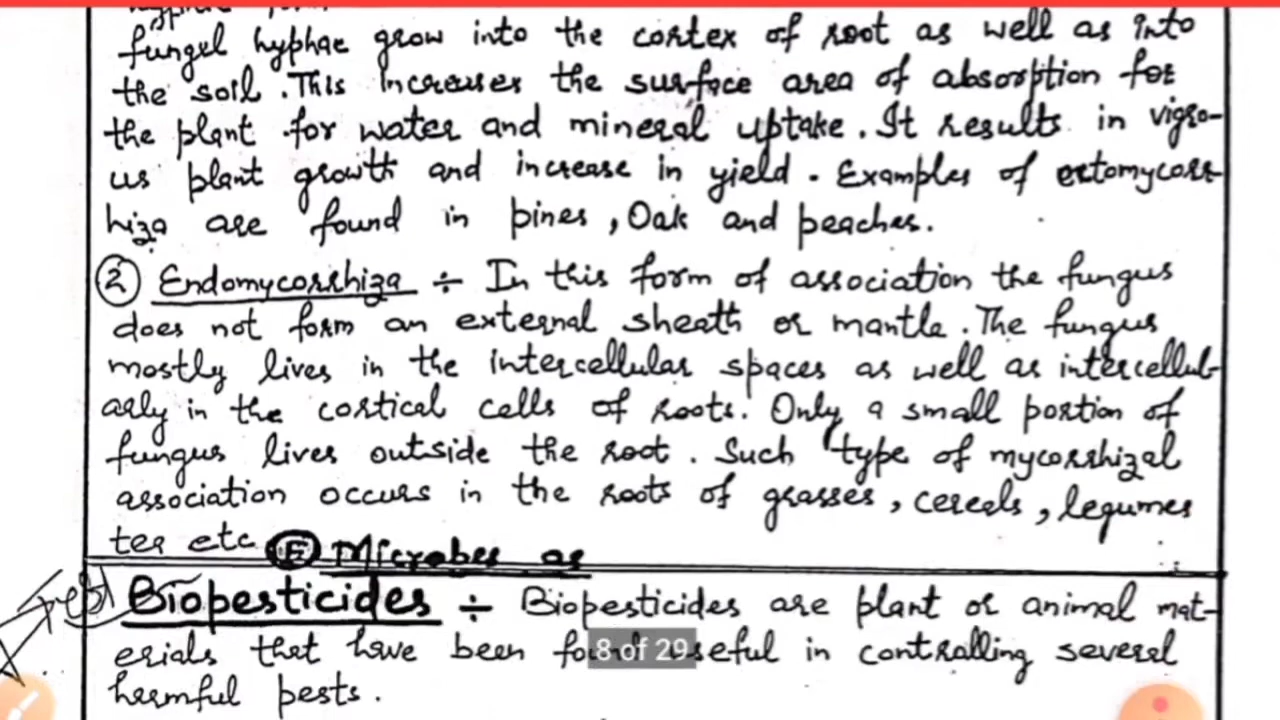 fungel hyphae grow into the cortex of root as well as into
the soil. This increases the surface area of absorption for
the plant for water and mineral uptake. It results in vigro-
us plant growth and increase in yield. Examples of ectomycorr-
hiza are found in pines, Oak and peaches.
② Endomycorrhiza ÷ In this form of association the fungus
does not form an external sheath or mantle. The fungus
mostly lives in the intercellular spaces as well as intercellul-
arly in the cortical cells of roots. Only a small portion of
fungus lives outside the root. Such type of mycorrhizal
association occurs in the roots of grasses, cereals, legumes
tes etc
Ⓔ Microbes as
Biopesticides ÷ Biopesticides are plant or animal mat-
erials that have been found useful in controlling several
harmful pests.
8 of 29